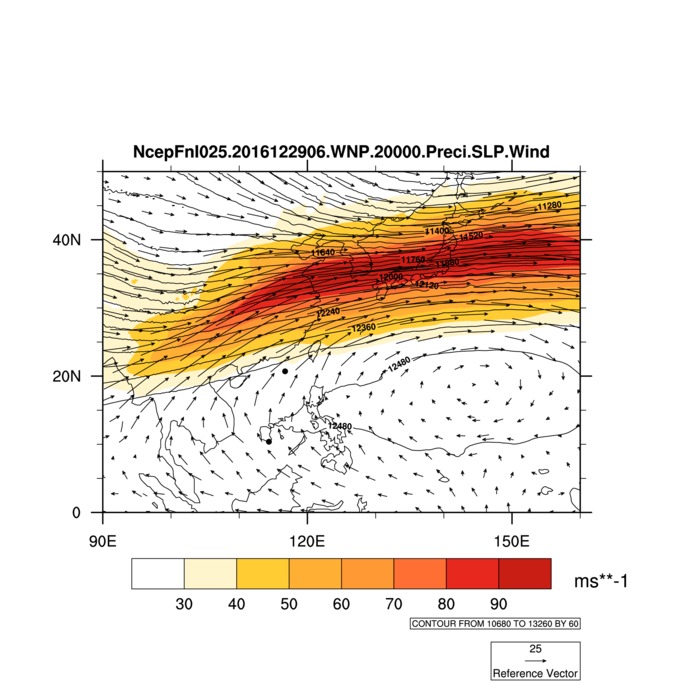 NcepFnl025.2016122906.WNP.20000.Preci.SLP.Wind
11280
11400
11520
40N
11640
11760
11880
12000
12120
12240
12360
12480
20N
12480
0
90E 120E 150E
ms**-1
30 40 50 60 70 80 90
CONTOUR FROM 10680 TO 13260 BY 60
25
Reference Vector